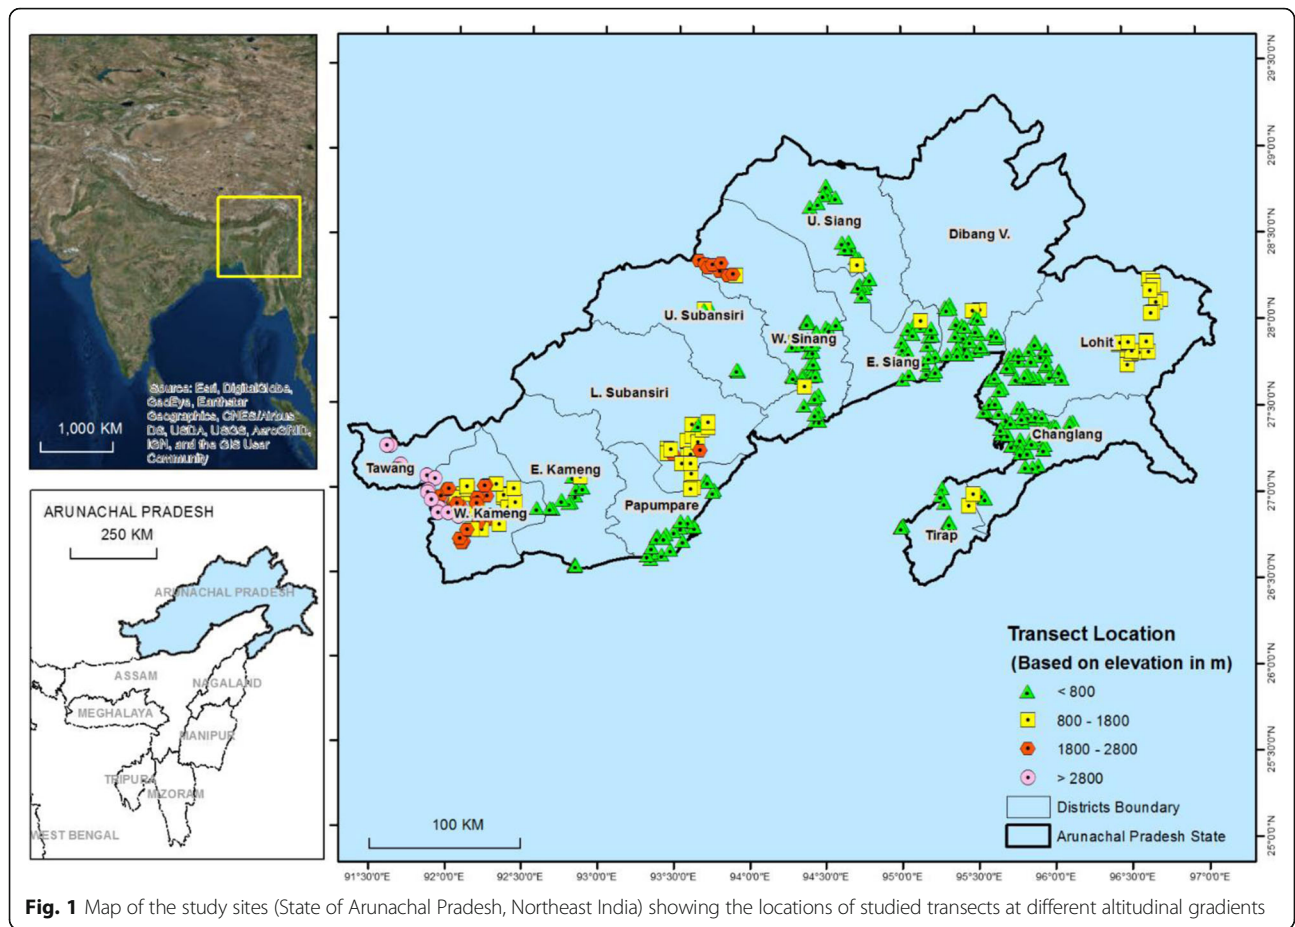 Source: Esri, DigitalGlobe,
GeoEye, Earthstar
Geographics, CNES/Airbus
DS, USDA, USGS, AeroGRID,
IGN, and the GIS User
Community
1,000 KM
ARUNACHAL PRADESH
250 KM
ARUNACHAL PRADESH
ASSAM
NAGALAND
MEGHALAYA
MANIPUR
TRIPURA
MIZORAM
WEST BENGAL
U. Siang
Dibang V.
U. Subansiri
W. Sinang
Lohit
E. Siang
L. Subansiri
Changlang
Tawang
E. Kameng
W. Kameng
Papumpare
Tirap
Transect Location
(Based on elevation in m)
< 800
800 - 1800
1800 - 2800
> 2800
Districts Boundary
Arunachal Pradesh State
100 KM
29°30'0"N
29°0'0"N
28°30'0"N
28°0'0"N
27°30'0"N
27°0'0"N
26°30'0"N
26°0'0"N
25°30'0"N
25°0'0"N
91°30'0"E
92°0'0"E
92°30'0"E
93°0'0"E
93°30'0"E
94°0'0"E
94°30'0"E
95°0'0"E
95°30'0"E
96°0'0"E
96°30'0"E
97°0'0"E
Fig. 1 Map of the study sites (State of Arunachal Pradesh, Northeast India) showing the locations of studied transects at different altitudinal gradients